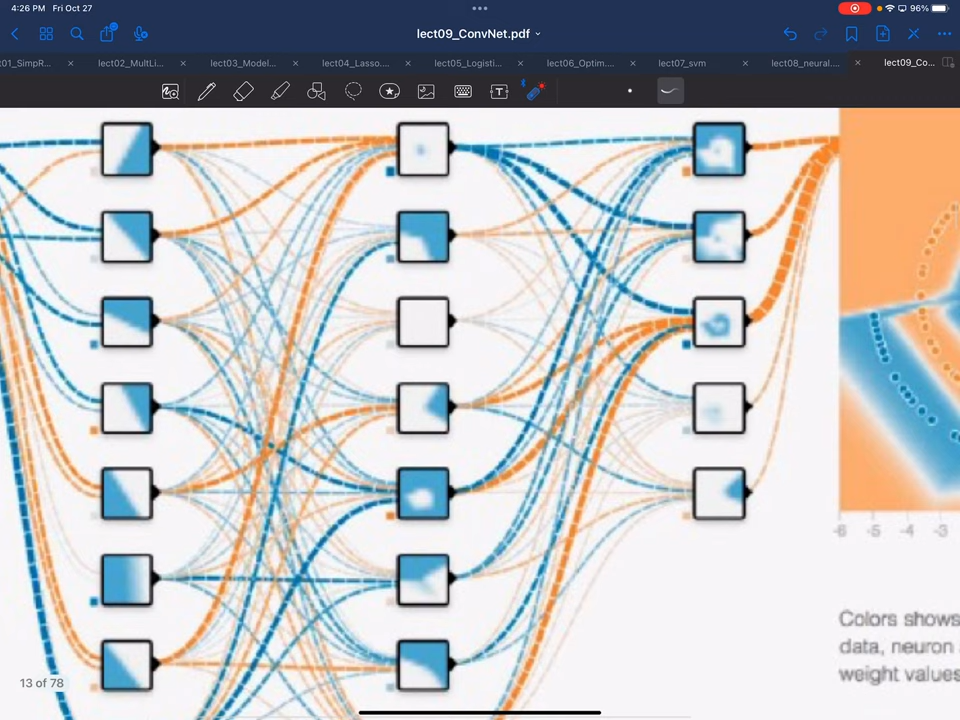 4:26 PM Fri Oct 27
96%
lect09_ConvNet.pdf
01_SimpR...
lect02_MultLi...
lect03_Model...
lect04_Lasso....
lect05_Logisti...
lect06_Optim....
lect07_svm
lect08_neural....
lect09_Co...
T
-6 -5 -4 -3
Colors shows
data, neuron
weight values
13 of 78